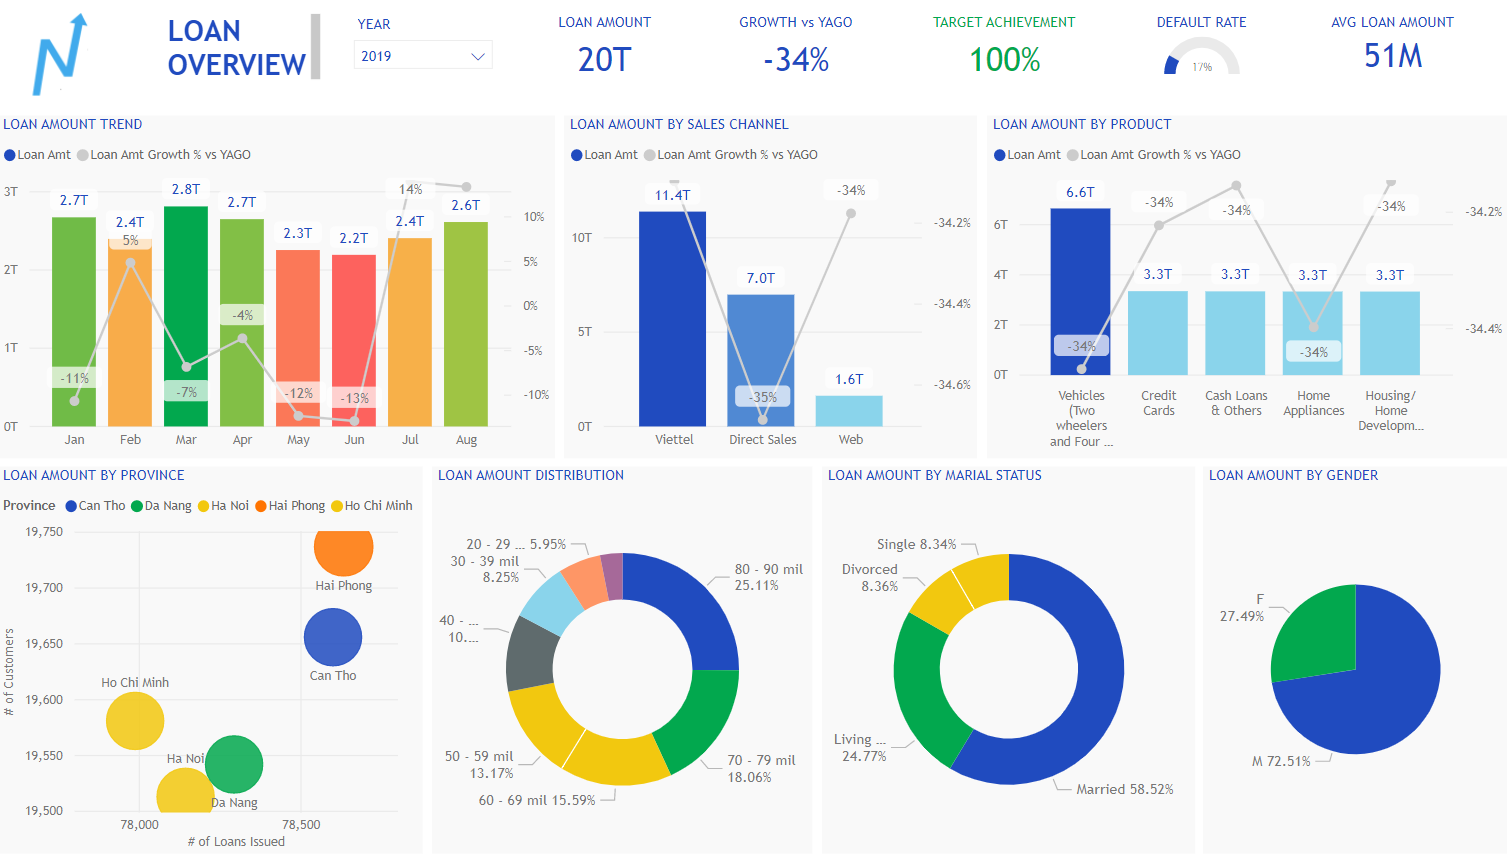 LOAN
OVERVIEW
YEAR
2019
LOAN AMOUNT
20T
GROWTH vs YAGO
-34%
TARGET ACHIEVEMENT
100%
DEFAULT RATE
17%
AVG LOAN AMOUNT
51M
LOAN AMOUNT TREND
Loan Amt Loan Amt Growth % vs YAGO
3T
2T
1T
0T
2.7T
2.4T
2.8T
2.7T
2.3T
2.2T
2.4T
2.6T
-11%
5%
-7%
-4%
-12%
-13%
14%
10%
5%
0%
-5%
-10%
Jan Feb Mar Apr May Jun Jul Aug
LOAN AMOUNT BY SALES CHANNEL
Loan Amt Loan Amt Growth % vs YAGO
10T
5T
0T
11.4T
7.0T
1.6T
-35%
-34%
-34.2%
-34.4%
-34.6%
Viettel Direct Sales Web
LOAN AMOUNT BY PRODUCT
Loan Amt Loan Amt Growth % vs YAGO
6T
4T
2T
0T
6.6T
3.3T
3.3T
3.3T
3.3T
-34%
-34%
-34%
-34%
-34%
-34.2%
-34.4%
Vehicles
(Two
wheelers
and Four ...
Credit
Cards
Cash Loans
& Others
Home
Appliances
Housing/
Home
Developm...
LOAN AMOUNT BY PROVINCE
Province Can Tho Da Nang Ha Noi Hai Phong Ho Chi Minh
# of Customers
19,750
19,700
19,650
19,600
19,550
19,500
Hai Phong
Can Tho
Ho Chi Minh
Ha Noi
Da Nang
78,000 78,500
# of Loans Issued
LOAN AMOUNT DISTRIBUTION
20 - 29 ... 5.95%
30 - 39 mil
8.25%
40 - ...
10....
50 - 59 mil
13.17%
60 - 69 mil 15.59%
70 - 79 mil
18.06%
80 - 90 mil
25.11%
LOAN AMOUNT BY MARIAL STATUS
Single 8.34%
Divorced
8.36%
Living ...
24.77%
Married 58.52%
LOAN AMOUNT BY GENDER
F
27.49%
M 72.51%